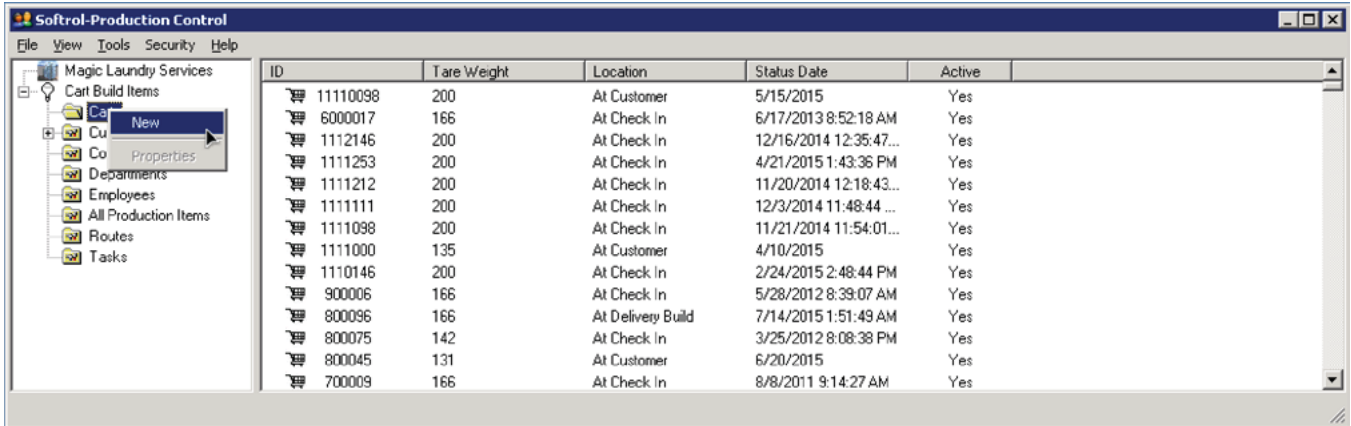 Softrol-Production Control
File View Tools Security Help
Magic Laundry Services
Cart Build Items
Ca
New
Cu
Properties
Co
Departments
Employees
All Production Items
Routes
Tasks
ID Tare Weight Location Status Date Active
11110098 200 At Customer 5/15/2015 Yes
6000017 166 At Check In 6/17/2013 8:52:18 AM Yes
1112146 200 At Check In 12/16/2014 12:35:47... Yes
1111253 200 At Check In 4/21/2015 1:43:36 PM Yes
1111212 200 At Check In 11/20/2014 12:18:43... Yes
1111111 200 At Check In 12/3/2014 11:48:44 ... Yes
1111098 200 At Check In 11/21/2014 11:54:01... Yes
1111000 135 At Customer 4/10/2015 Yes
1110146 200 At Check In 2/24/2015 2:48:44 PM Yes
900006 166 At Check In 5/28/2012 8:39:07 AM Yes
800096 166 At Delivery Build 7/14/2015 1:51:49 AM Yes
800075 142 At Check In 3/25/2012 8:08:38 PM Yes
800045 131 At Customer 6/20/2015 Yes
700009 166 At Check In 8/8/2011 9:14:27 AM Yes